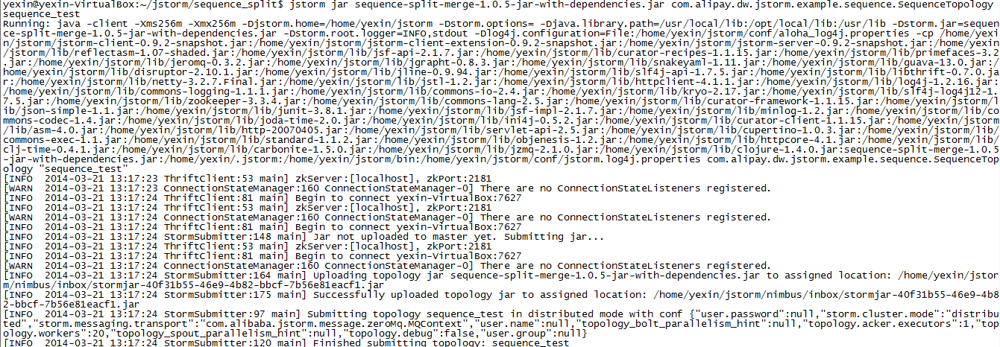 yexin@yexin-VirtualBox:~/jstorm/sequence_split$ jstorm jar sequence-split-merge-1.0.5-jar-with-dependencies.jar com.alipay.dw.jstorm.example.sequence.SequenceTopology
sequence_test
Running: java -client -Xms256m -Xmx256m -Djstorm.home=/home/yexin/jstorm -Dstorm.options= -Djava.library.path=/usr/local/lib:/opt/local/lib:/usr/lib -Dstorm.jar=sequen
ce-split-merge-1.0.5-jar-with-dependencies.jar -Dstorm.root.logger=INFO,stdout -Dlog4j.configuration=File:/home/yexin/jstorm/conf/aloha_log4j.properties -cp /home/yex
in/jstorm/jstorm-client-0.9.2-snapshot.jar:/home/yexin/jstorm/jstorm-client-extension-0.9.2-snapshot.jar:/home/yexin/jstorm/jstorm-server-0.9.2-snapshot.jar:/home/yexin
/jstorm/lib/reflectasm-1.07-shaded.jar:/home/yexin/jstorm/lib/jsf-api-2.1.7.jar:/home/yexin/jstorm/lib/curator-recipes-1.1.15.jar:/home/yexin/jstorm/lib/primefaces-3.2
.jar:/home/yexin/jstorm/lib/jeromq-0.3.2.jar:/home/yexin/jstorm/lib/jgrapht-0.8.3.jar:/home/yexin/jstorm/lib/snakeyaml-1.11.jar:/home/yexin/jstorm/lib/guava-13.0.jar:/
home/yexin/jstorm/lib/disruptor-2.10.1.jar:/home/yexin/jstorm/lib/jline-0.9.94.jar:/home/yexin/jstorm/lib/slf4j-api-1.7.5.jar:/home/yexin/jstorm/lib/libthrift-0.7.0.ja
r:/home/yexin/jstorm/lib/netty-3.2.7.Final.jar:/home/yexin/jstorm/lib/jstl-1.2.jar:/home/yexin/jstorm/lib/httpclient-4.1.1.jar:/home/yexin/jstorm/lib/log4j-1.2.16.jar:
/home/yexin/jstorm/lib/commons-logging-1.1.1.jar:/home/yexin/jstorm/lib/commons-io-2.4.jar:/home/yexin/jstorm/lib/kryo-2.17.jar:/home/yexin/jstorm/lib/slf4j-log4j12-1.
7.5.jar:/home/yexin/jstorm/lib/zookeeper-3.3.4.jar:/home/yexin/jstorm/lib/commons-lang-2.5.jar:/home/yexin/jstorm/lib/curator-framework-1.1.15.jar:/home/yexin/jstorm/l
ib/json-simple-1.1.jar:/home/yexin/jstorm/lib/junit-3.8.1.jar:/home/yexin/jstorm/lib/jsf-impl-2.1.7.jar:/home/yexin/jstorm/lib/minlog-1.2.jar:/home/yexin/jstorm/lib/co
mmons-codec-1.4.jar:/home/yexin/jstorm/lib/joda-time-2.0.jar:/home/yexin/jstorm/lib/ini4j-0.5.2.jar:/home/yexin/jstorm/lib/curator-client-1.1.15.jar:/home/yexin/jstorm
/lib/asm-4.0.jar:/home/yexin/jstorm/lib/http-20070405.jar:/home/yexin/jstorm/lib/servlet-api-2.5.jar:/home/yexin/jstorm/lib/cupertino-1.0.3.jar:/home/yexin/jstorm/lib/
commons-exec-1.1.jar:/home/yexin/jstorm/lib/standard-1.1.2.jar:/home/yexin/jstorm/lib/objenesis-1.2.jar:/home/yexin/jstorm/lib/httpcore-4.1.jar:/home/yexin/jstorm/lib/
clj-time-0.4.1.jar:/home/yexin/jstorm/lib/carbonite-1.5.0.jar:/home/yexin/jstorm/lib/jzmq-2.1.0.jar:/home/yexin/jstorm/lib/clojure-1.4.0.jar:sequence-split-merge-1.0.5
-jar-with-dependencies.jar:/home/yexin/.jstorm:/home/yexin/jstorm/bin:/home/yexin/jstorm/conf/jstorm.log4j.properties com.alipay.dw.jstorm.example.sequence.SequenceTop
ology "sequence_test"
[INFO  2014-03-21 13:17:23 ThriftClient:53 main] zkServer:[localhost], zkPort:2181
[WARN  2014-03-21 13:17:23 ConnectionStateManager:160 ConnectionStateManager-0] There are no ConnectionStateListeners registered.
[INFO  2014-03-21 13:17:24 ThriftClient:81 main] Begin to connect yexin-VirtualBox:7627
[INFO  2014-03-21 13:17:24 ThriftClient:53 main] zkServer:[localhost], zkPort:2181
[WARN  2014-03-21 13:17:24 ConnectionStateManager:160 ConnectionStateManager-0] There are no ConnectionStateListeners registered.
[INFO  2014-03-21 13:17:24 ThriftClient:81 main] Begin to connect yexin-VirtualBox:7627
[INFO  2014-03-21 13:17:24 StormSubmitter:148 main] Jar not uploaded to master yet. Submitting jar...
[INFO  2014-03-21 13:17:24 ThriftClient:53 main] zkServer:[localhost], zkPort:2181
[INFO  2014-03-21 13:17:24 ThriftClient:81 main] Begin to connect yexin-VirtualBox:7627
[WARN  2014-03-21 13:17:24 ConnectionStateManager:160 ConnectionStateManager-0] There are no ConnectionStateListeners registered.
[INFO  2014-03-21 13:17:24 StormSubmitter:164 main] Uploading topology jar sequence-split-merge-1.0.5-jar-with-dependencies.jar to assigned location: /home/yexin/jstor
m/nimbus/inbox/stormjar-40f31b55-46e9-4b82-bbcf-7b56e81eacf1.jar
[INFO  2014-03-21 13:17:24 StormSubmitter:175 main] Successfully uploaded topology jar to assigned location: /home/yexin/jstorm/nimbus/inbox/stormjar-40f31b55-46e9-4b8
2-bbcf-7b56e81eacf1.jar
[INFO  2014-03-21 13:17:24 StormSubmitter:97 main] Submitting topology sequence_test in distributed mode with conf {"user.password":null,"storm.cluster.mode":"distribu
ted","storm.messaging.transport":"com.alibaba.jstorm.message.zeroMq.MQContext","user.name":null,"topology_bolt_parallelism_hint":null,"topology.acker.executors":1,"top
ology.workers":20,"topology_spout_parallelism_hint":null,"topology.debug":false,"user.group":null}
[INFO  2014-03-21 13:17:24 StormSubmitter:120 main] Finished submitting topology: sequence_test